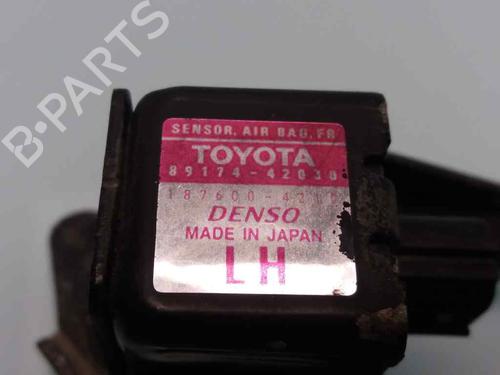 B-PARTS
SENSOR, AIR BAG, FR
TOYOTA
89174-42030
DENSO
MADE IN JAPAN
LH